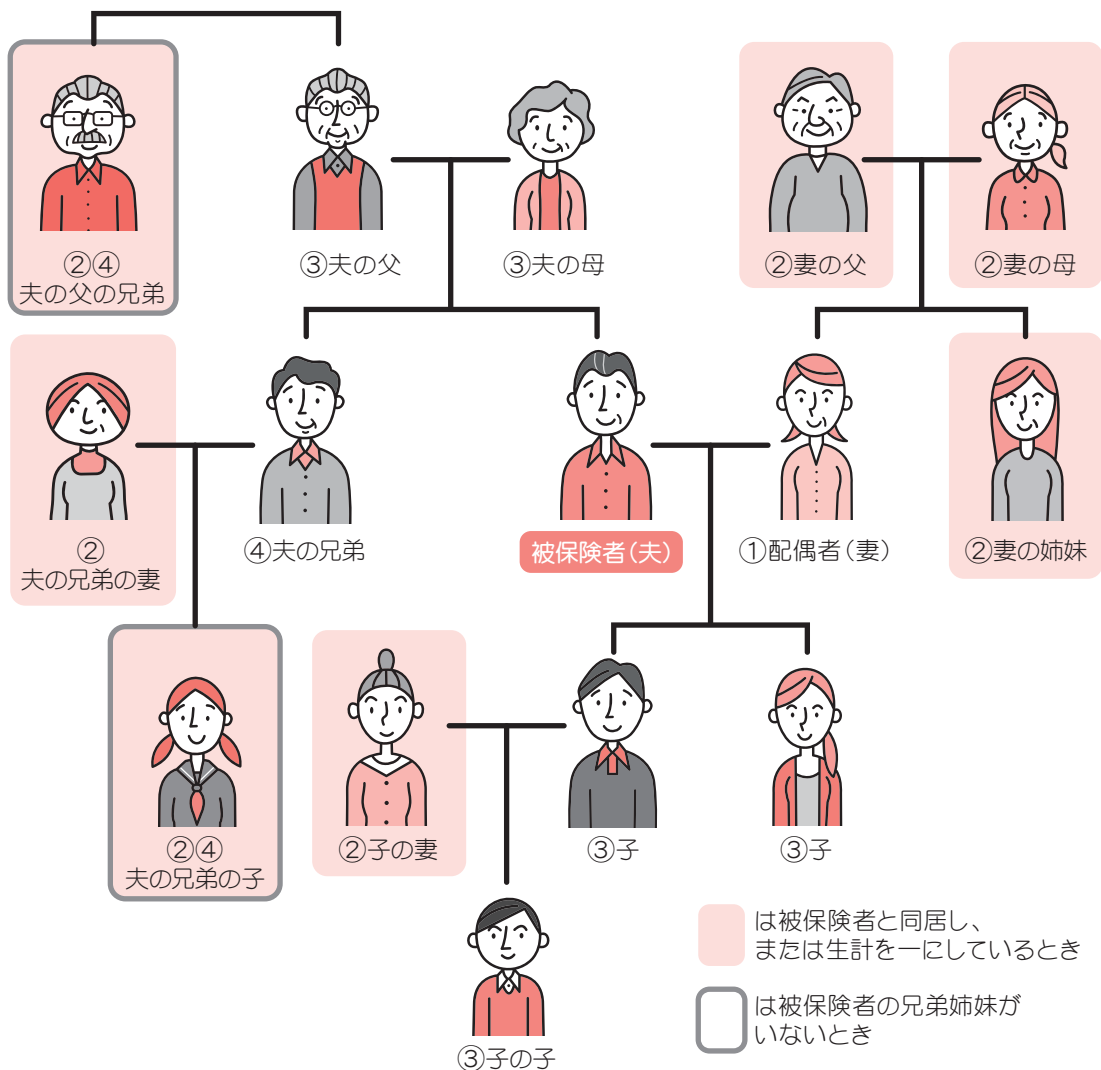 ②④
夫の父の兄弟
③夫の父
③夫の母
②妻の父
②妻の母
②
夫の兄弟の妻
④夫の兄弟
被保険者(夫)
①配偶者(妻)
②妻の姉妹
②④
夫の兄弟の子
②子の妻
③子
③子
③子の子
は被保険者と同居し、
または生計を一にしているとき
は被保険者の兄弟姉妹が
いないとき